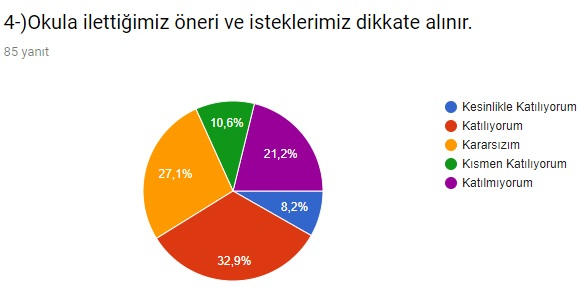 4-)Okula ilettiğimiz öneri ve isteklerimiz dikkate alınır.
85 yanıt
10,6%
21,2%
27,1%
8,2%
32,9%
Kesinlikle Katılıyorum
Katılıyorum
Kararsızım
Kısmen Katılıyorum
Katılmıyorum